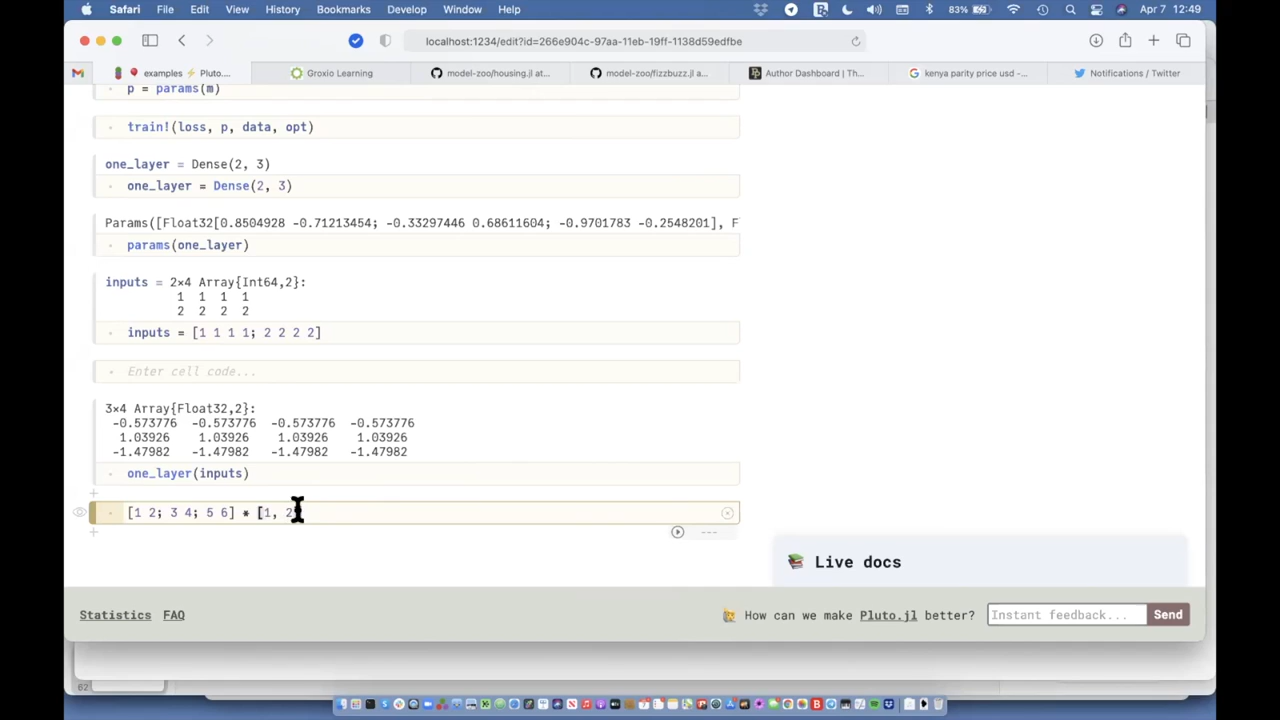 Safari File Edit View History Bookmarks Develop Window Help 83% Apr 7 12:49
localhost:1234/edit?id=266e904c-97aa-11eb-19ff-1138d59edfbe
examples ⚡ Pluto.... Groxio Learning model-zoo/housing.jl at... model-zoo/fizzbuzz.jl a... Author Dashboard | Th... kenya parity price usd -... Notifications / Twitter
p = params(m)
train!(loss, p, data, opt)
one_layer = Dense(2, 3)
one_layer = Dense(2, 3)
Params([Float32[0.8504928 -0.71213454; -0.33297446 0.68611604; -0.9701783 -0.2548201], F
params(one_layer)
inputs = 2×4 Array{Int64,2}:
1 1 1 1
2 2 2 2
inputs = [1 1 1 1; 2 2 2 2]
Enter cell code...
3×4 Array{Float32,2}:
-0.573776 -0.573776 -0.573776 -0.573776
1.03926 1.03926 1.03926 1.03926
-1.47982 -1.47982 -1.47982 -1.47982
one_layer(inputs)
[1 2; 3 4; 5 6] * [1, 2
Live docs
Statistics FAQ How can we make Pluto.jl better? Instant feedback... Send
62